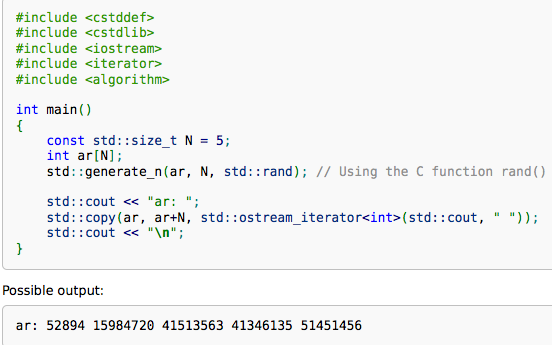 #include <cstddef>
#include <cstdlib>
#include <iostream>
#include <iterator>
#include <algorithm>

int main()
{
    const std::size_t N = 5;
    int ar[N];
    std::generate_n(ar, N, std::rand); // Using the C function rand()

    std::cout << "ar: ";
    std::copy(ar, ar+N, std::ostream_iterator<int>(std::cout, " "));
    std::cout << "\n";
}
Possible output:
ar: 52894 15984720 41513563 41346135 51451456